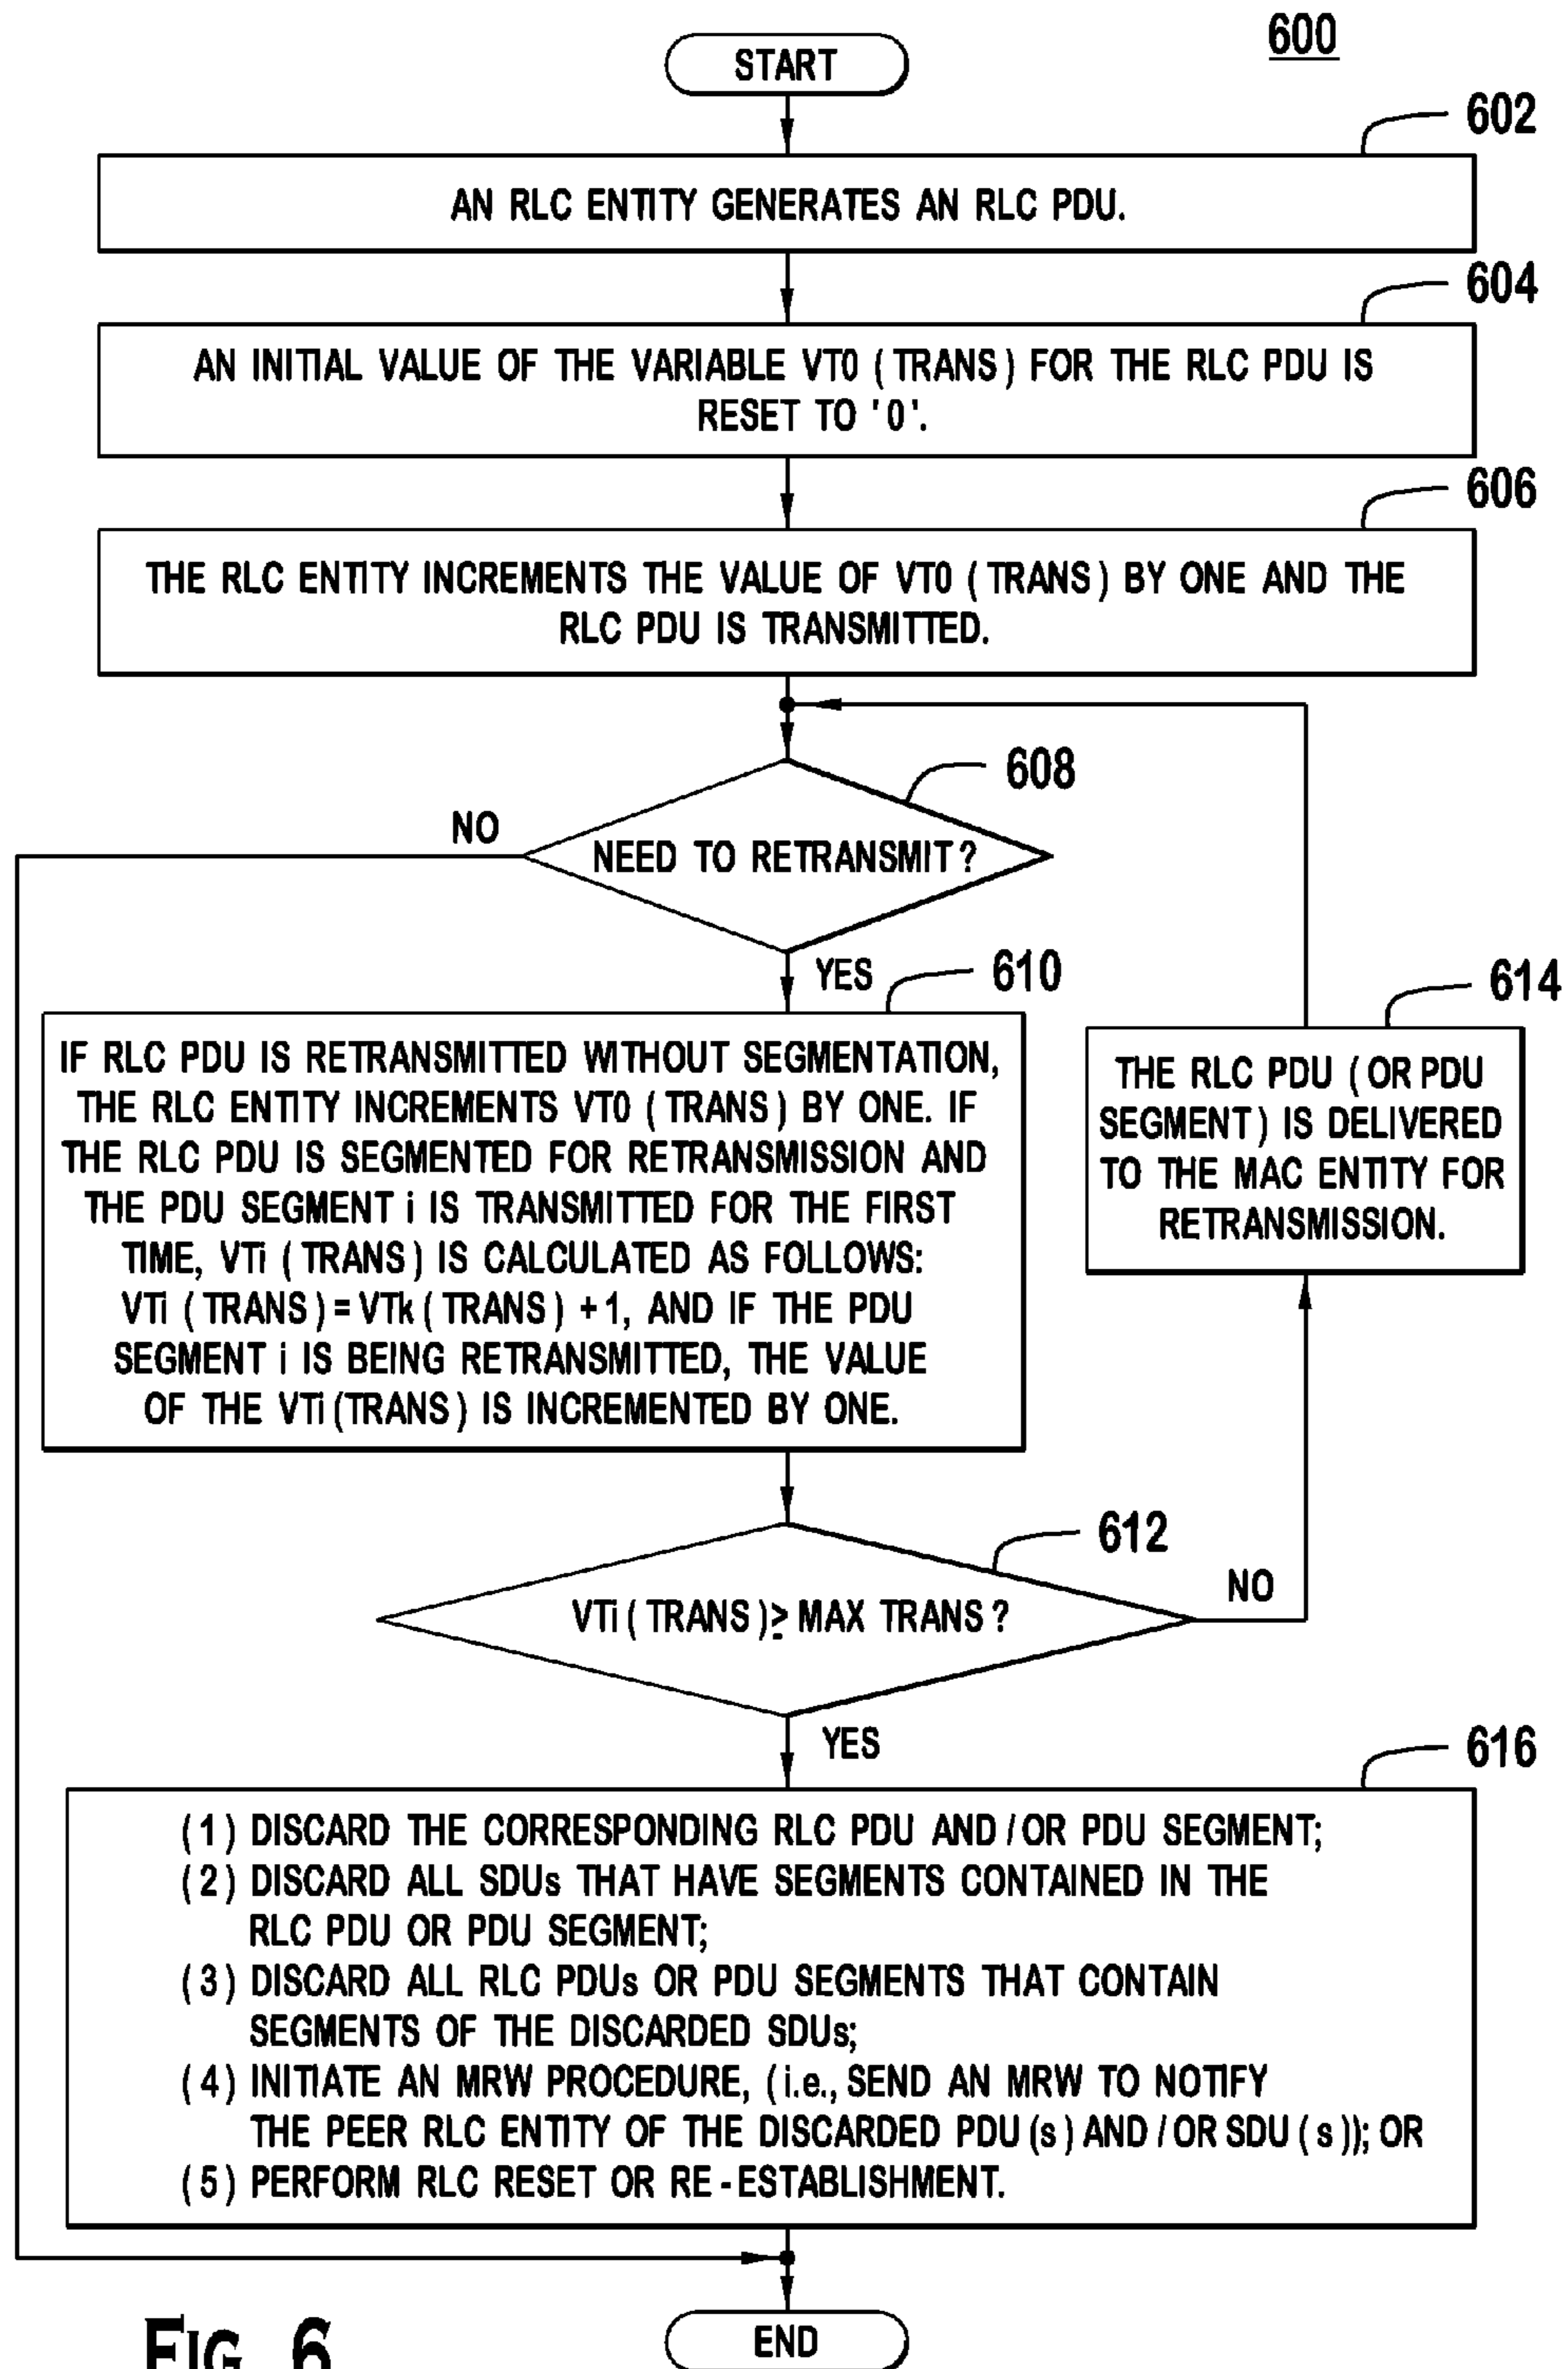 600
START
602
AN RLC ENTITY GENERATES AN RLC PDU.
604
AN INITIAL VALUE OF THE VARIABLE VT0 (TRANS) FOR THE RLC PDU IS
RESET TO '0'.
606
THE RLC ENTITY INCREMENTS THE VALUE OF VT0 (TRANS) BY ONE AND THE
RLC PDU IS TRANSMITTED.
608
NO
NEED TO RETRANSMIT?
YES
610
IF RLC PDU IS RETRANSMITTED WITHOUT SEGMENTATION,
THE RLC ENTITY INCREMENTS VT0 (TRANS) BY ONE. IF
THE RLC PDU IS SEGMENTED FOR RETRANSMISSION AND
THE PDU SEGMENT i IS TRANSMITTED FOR THE FIRST
TIME, VTi (TRANS) IS CALCULATED AS FOLLOWS:
VTi (TRANS) = VTk (TRANS) +1, AND IF THE PDU
SEGMENT i IS BEING RETRANSMITTED, THE VALUE
OF THE VTi (TRANS) IS INCREMENTED BY ONE.
614
THE RLC PDU (OR PDU
SEGMENT) IS DELIVERED
TO THE MAC ENTITY FOR
RETRANSMISSION.
612
VTi (TRANS) ≥ MAX TRANS?
NO
YES
616
(1) DISCARD THE CORRESPONDING RLC PDU AND/OR PDU SEGMENT;
(2) DISCARD ALL SDUs THAT HAVE SEGMENTS CONTAINED IN THE
RLC PDU OR PDU SEGMENT;
(3) DISCARD ALL RLC PDUs OR PDU SEGMENTS THAT CONTAIN
SEGMENTS OF THE DISCARDED SDUs;
(4) INITIATE AN MRW PROCEDURE, (i.e., SEND AN MRW TO NOTIFY
THE PEER RLC ENTITY OF THE DISCARDED PDU(s) AND/OR SDU(s)); OR
(5) PERFORM RLC RESET OR RE-ESTABLISHMENT.
END
FIG. 6